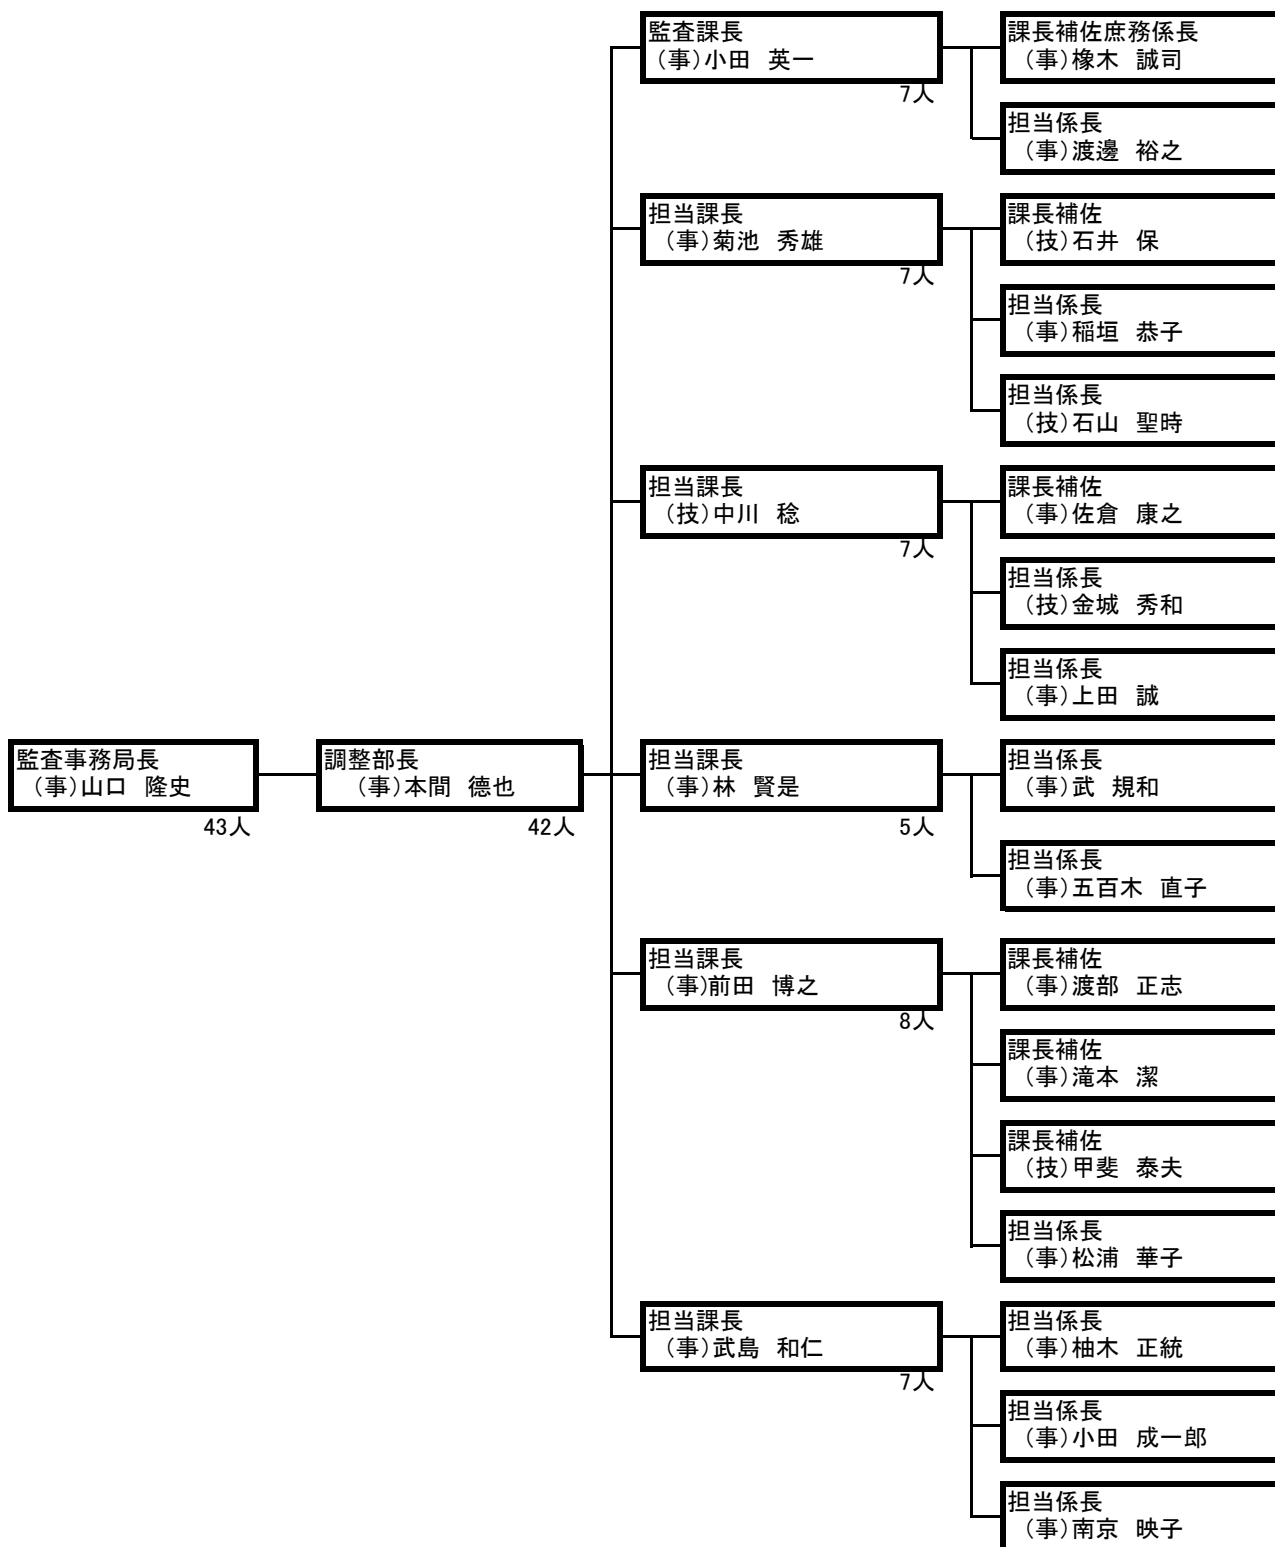 監査事務局長
（事）山口　隆史
43人
調整部長
（事）本間　徳也
42人
監査課長
（事）小田　英一
7人
課長補佐庶務係長
（事）橡木　誠司
担当係長
（事）渡邊　裕之
担当課長
（事）菊池　秀雄
7人
課長補佐
（技）石井　保
担当係長
（事）稲垣　恭子
担当係長
（技）石山　聖時
担当課長
（技）中川　稔
7人
課長補佐
（事）佐倉　康之
担当係長
（技）金城　秀和
担当係長
（事）上田　誠
担当課長
（事）林　賢是
5人
担当係長
（事）武　規和
担当係長
（事）五百木　直子
担当課長
（事）前田　博之
8人
課長補佐
（事）渡部　正志
課長補佐
（事）滝本　潔
課長補佐
（技）甲斐　泰夫
担当係長
（事）松浦　華子
担当課長
（事）武島　和仁
7人
担当係長
（事）柚木　正統
担当係長
（事）小田　成一郎
担当係長
（事）南京　映子